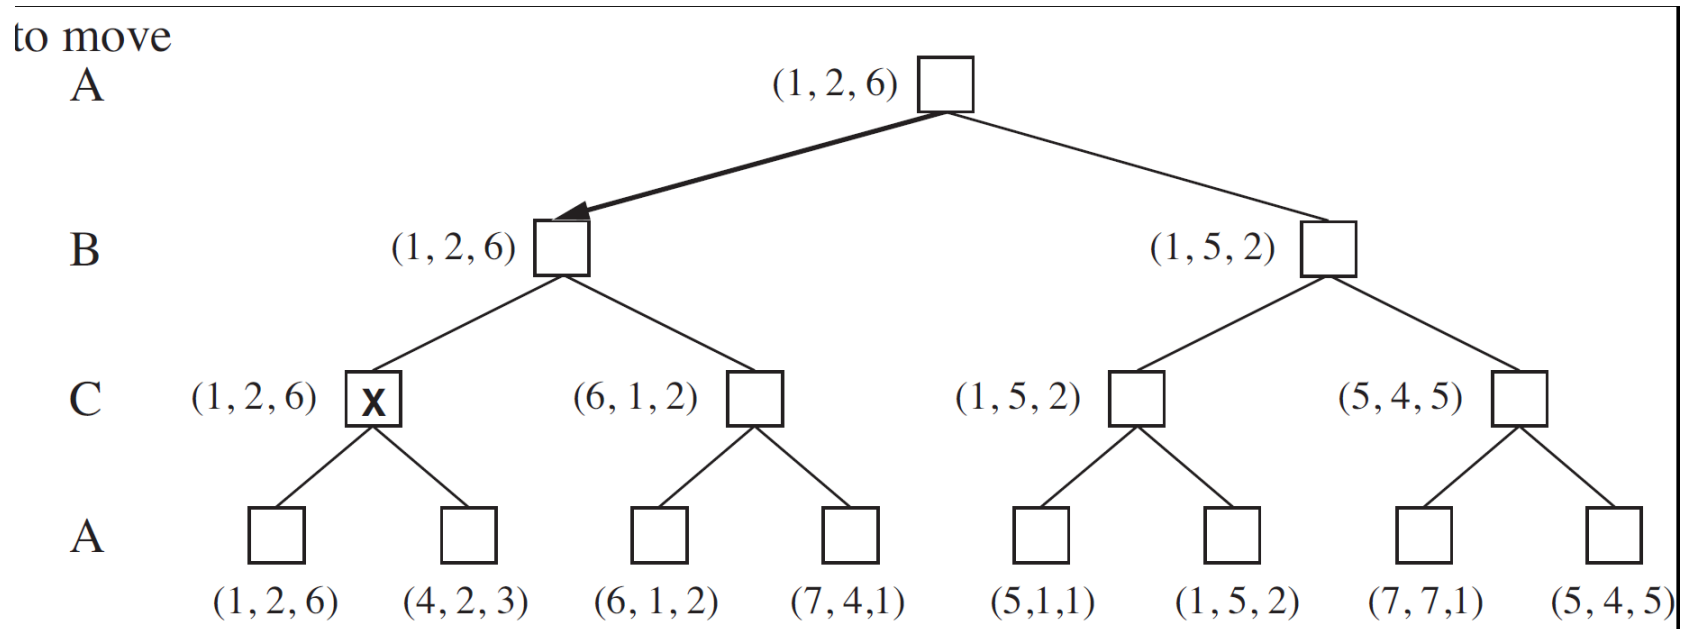 to move
A (1, 2, 6)
B (1, 2, 6) (1, 5, 2)
C (1, 2, 6) X (6, 1, 2) (1, 5, 2) (5, 4, 5)
A
(1, 2, 6) (4, 2, 3) (6, 1, 2) (7, 4,1) (5,1,1) (1, 5, 2) (7, 7,1) (5, 4, 5)